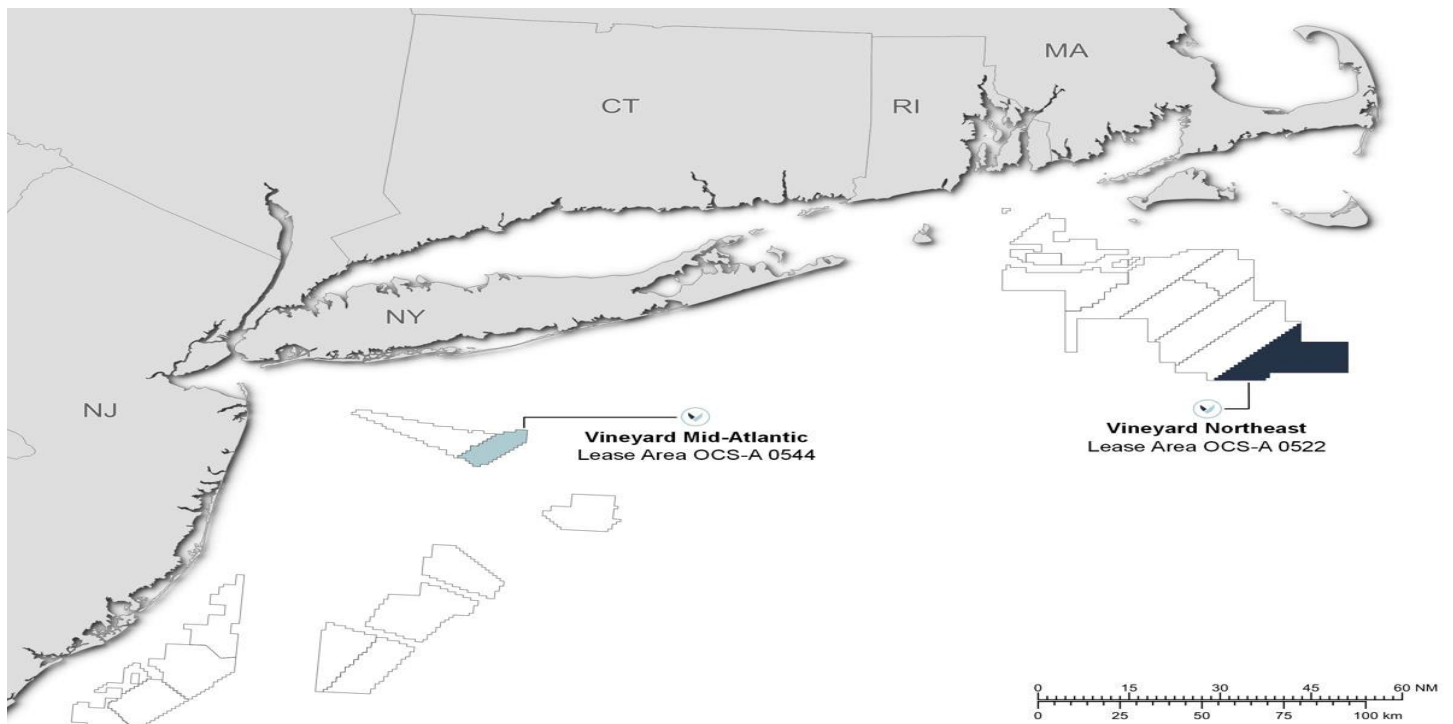 MA
CT
RI
NY
NJ
Vineyard Mid-Atlantic
Lease Area OCS-A 0544
Vineyard Northeast
Lease Area OCS-A 0522
0 15 30 45 60 NM
0 25 50 75 100 km